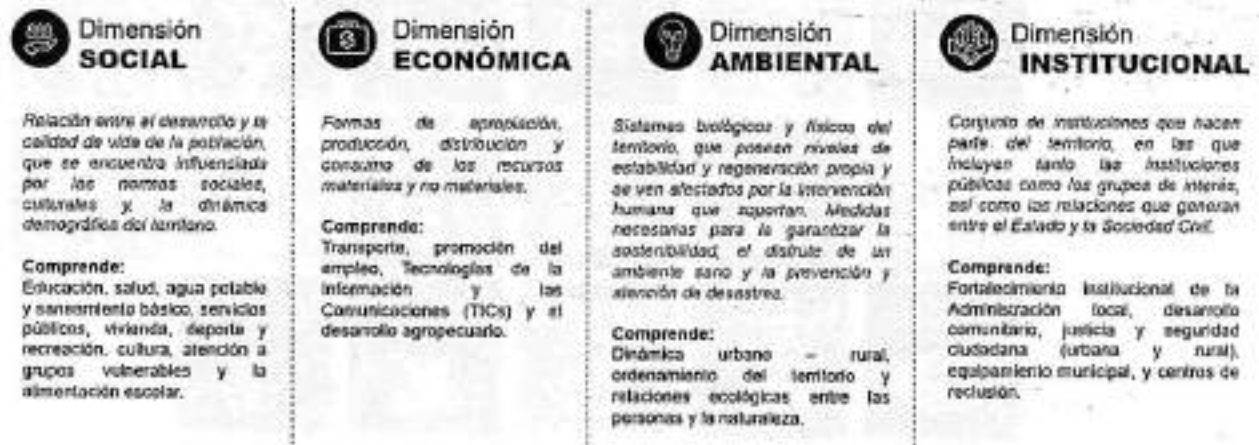 Dimensión
SOCIAL
Relación entre el desarrollo y la
calidad de vida de la población,
que se encuentra influenciada
por las normas sociales,
culturales y la dinámica
demográfica del territorio.
Comprende:
Educación, salud, agua potable
y saneamiento básico, servicios
públicos, vivienda, deporte y
recreación, cultura, atención a
grupos vulnerables y la
alimentación escolar.
Dimensión
ECONÓMICA
Formas de apropiación,
producción, distribución y
consumo de los recursos
materiales y no materiales.
Comprende:
Transporte, promoción del
empleo, Tecnologías de la
Información y las
Comunicaciones (TICs) y el
desarrollo agropecuario.
Dimensión
AMBIENTAL
Sistemas biológicos y físicos del
territorio, que poseen niveles de
estabilidad y regeneración propia y
se ven afectados por la intervención
humana que soportan. Medidas
necesarias para la garantizar la
sostenibilidad, el disfrute de un
ambiente sano y la prevención y
atención de desastres.
Comprende:
Dinámica urbano – rural,
ordenamiento del territorio y
relaciones ecológicas entre las
personas y la naturaleza.
Dimensión
INSTITUCIONAL
Conjunto de instituciones que hacen
parte del territorio, en las que
incluyen tanto las instituciones
públicas como los grupos de interés,
así como las relaciones que generan
entre el Estado y la Sociedad Civil.
Comprende:
Fortalecimiento institucional de la
Administración local, desarrollo
comunitario, justicia y seguridad
ciudadana (urbana y rural),
equipamiento municipal, y centros de
reclusión.